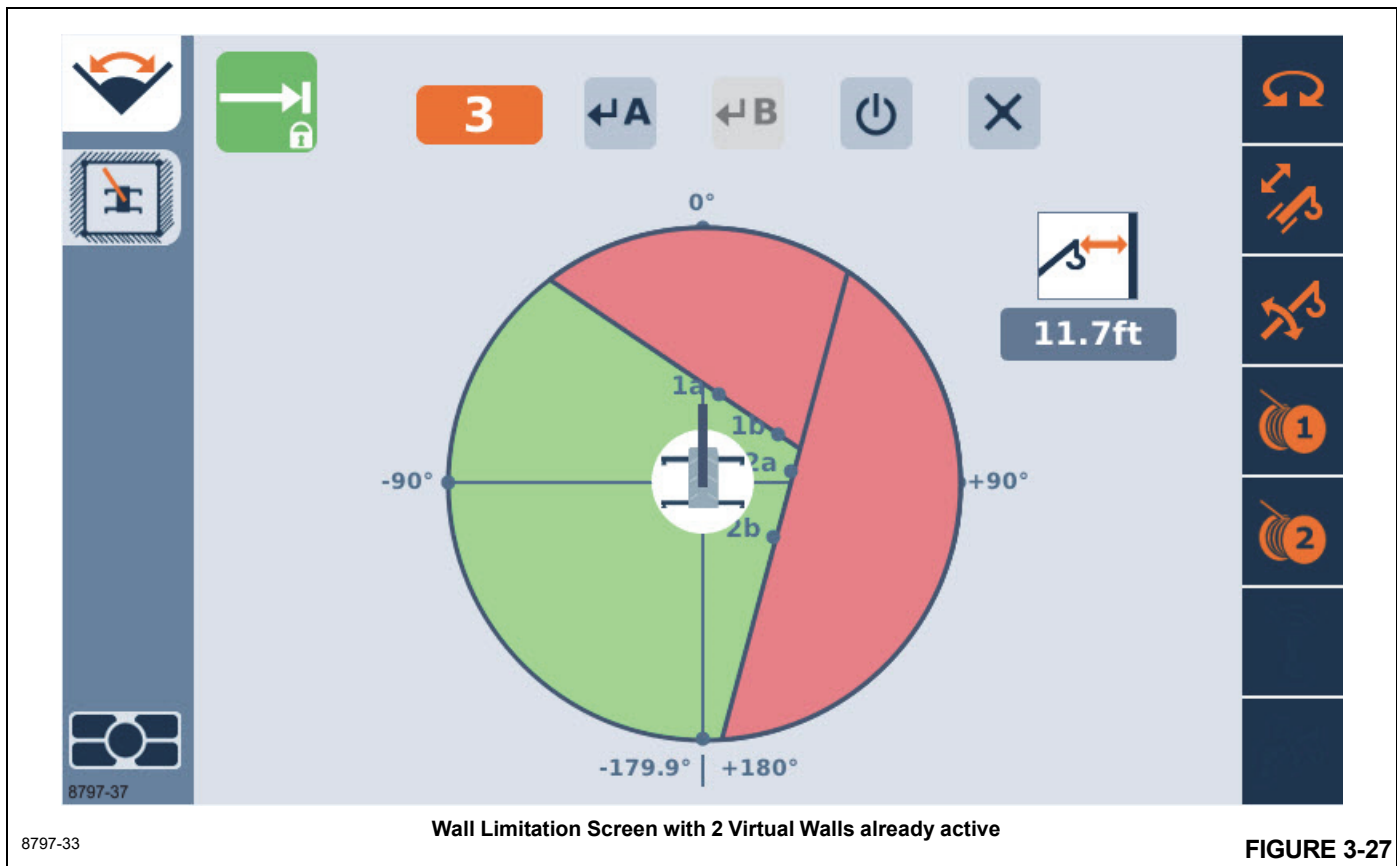 3
↵A
↵B
0°
11.7ft
1a
1b
1
2a
-90°
+90°
2b
2
-179.9° | +180°
8797-37
Wall Limitation Screen with 2 Virtual Walls already active
8797-33
FIGURE 3-27